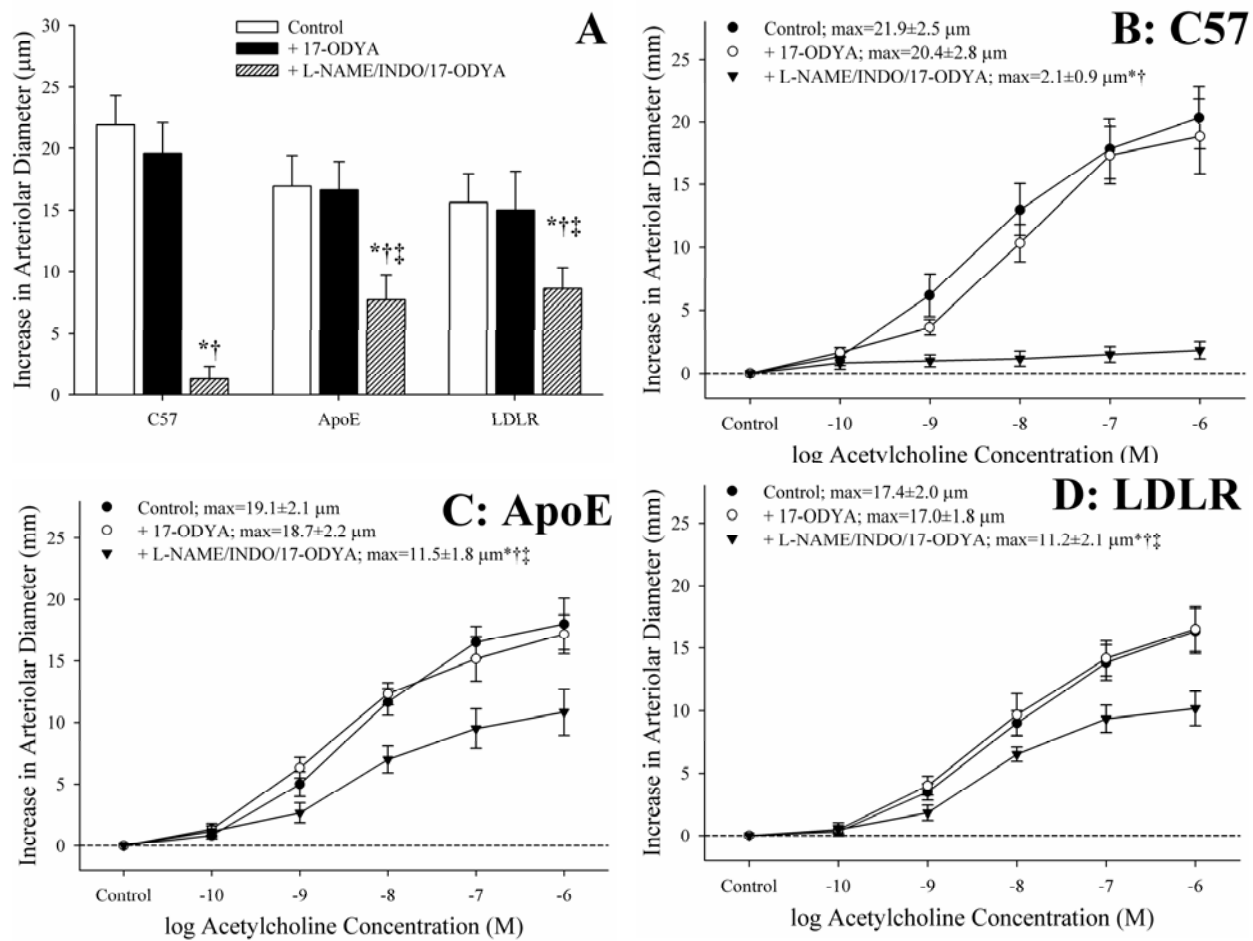 A
Control
+ 17-ODYA
+ L-NAME/INDO/17-ODYA
Increase in Arteriolar Diameter (µm)
30
25
20
15
10
5
0
*†
*†‡
*†‡
C57
ApoE
LDLR
B: C57
Control; max=21.9±2.5 µm
+ 17-ODYA; max=20.4±2.8 µm
+ L-NAME/INDO/17-ODYA; max=2.1±0.9 µm*†
Increase in Arteriolar Diameter (mm)
25
20
15
10
5
0
Control
-10
-9
-8
-7
-6
log Acetylcholine Concentration (M)
C: ApoE
Control; max=19.1±2.1 µm
+ 17-ODYA; max=18.7±2.2 µm
+ L-NAME/INDO/17-ODYA; max=11.5±1.8 µm*†‡
Increase in Arteriolar Diameter (mm)
25
20
15
10
5
0
Control
-10
-9
-8
-7
-6
log Acetylcholine Concentration (M)
D: LDLR
Control; max=17.4±2.0 µm
+ 17-ODYA; max=17.0±1.8 µm
+ L-NAME/INDO/17-ODYA; max=11.2±2.1 µm*†‡
Increase in Arteriolar Diameter (mm)
25
20
15
10
5
0
Control
-10
-9
-8
-7
-6
log Acetylcholine Concentration (M)